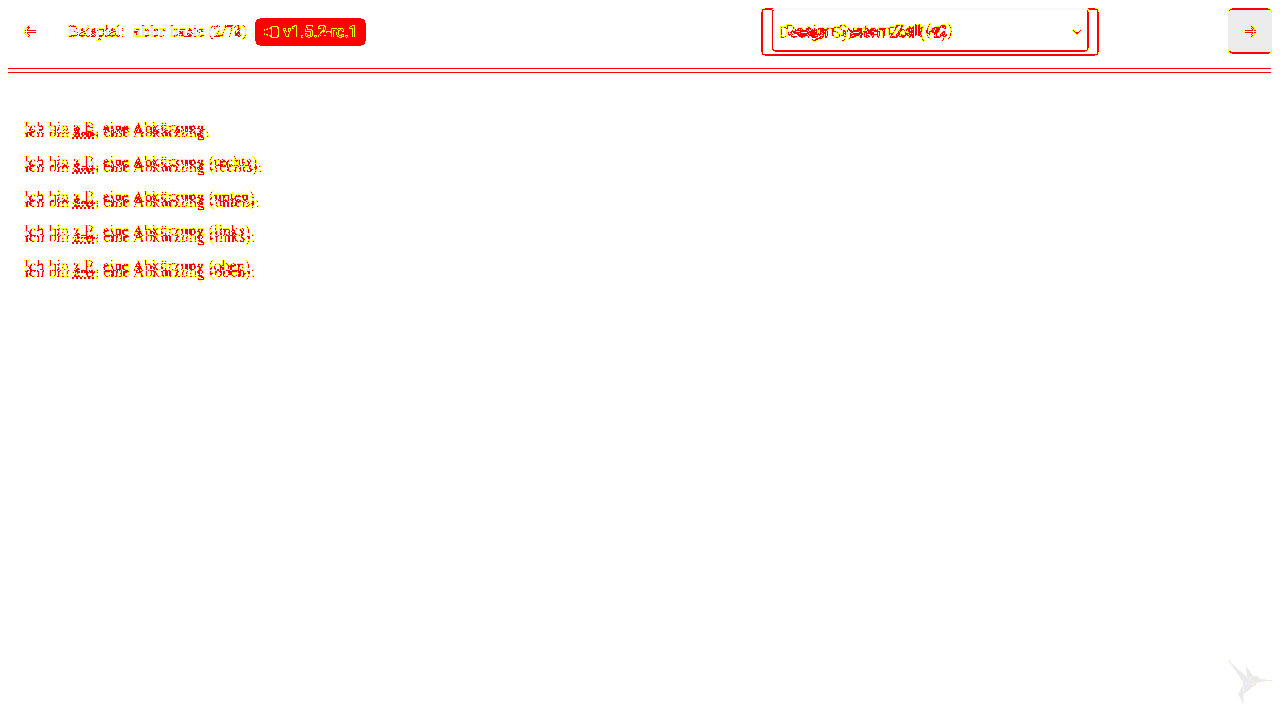 Beispiel: abbr basic (2/78) v1.5.2-rc.1 Design System Zoll (v2)
Ich bin z.B. eine Abkürzung.
Ich bin z.B. eine Abkürzung (rechts).
Ich bin z.B. eine Abkürzung (unten).
Ich bin z.B. eine Abkürzung (links).
Ich bin z.B. eine Abkürzung (oben).